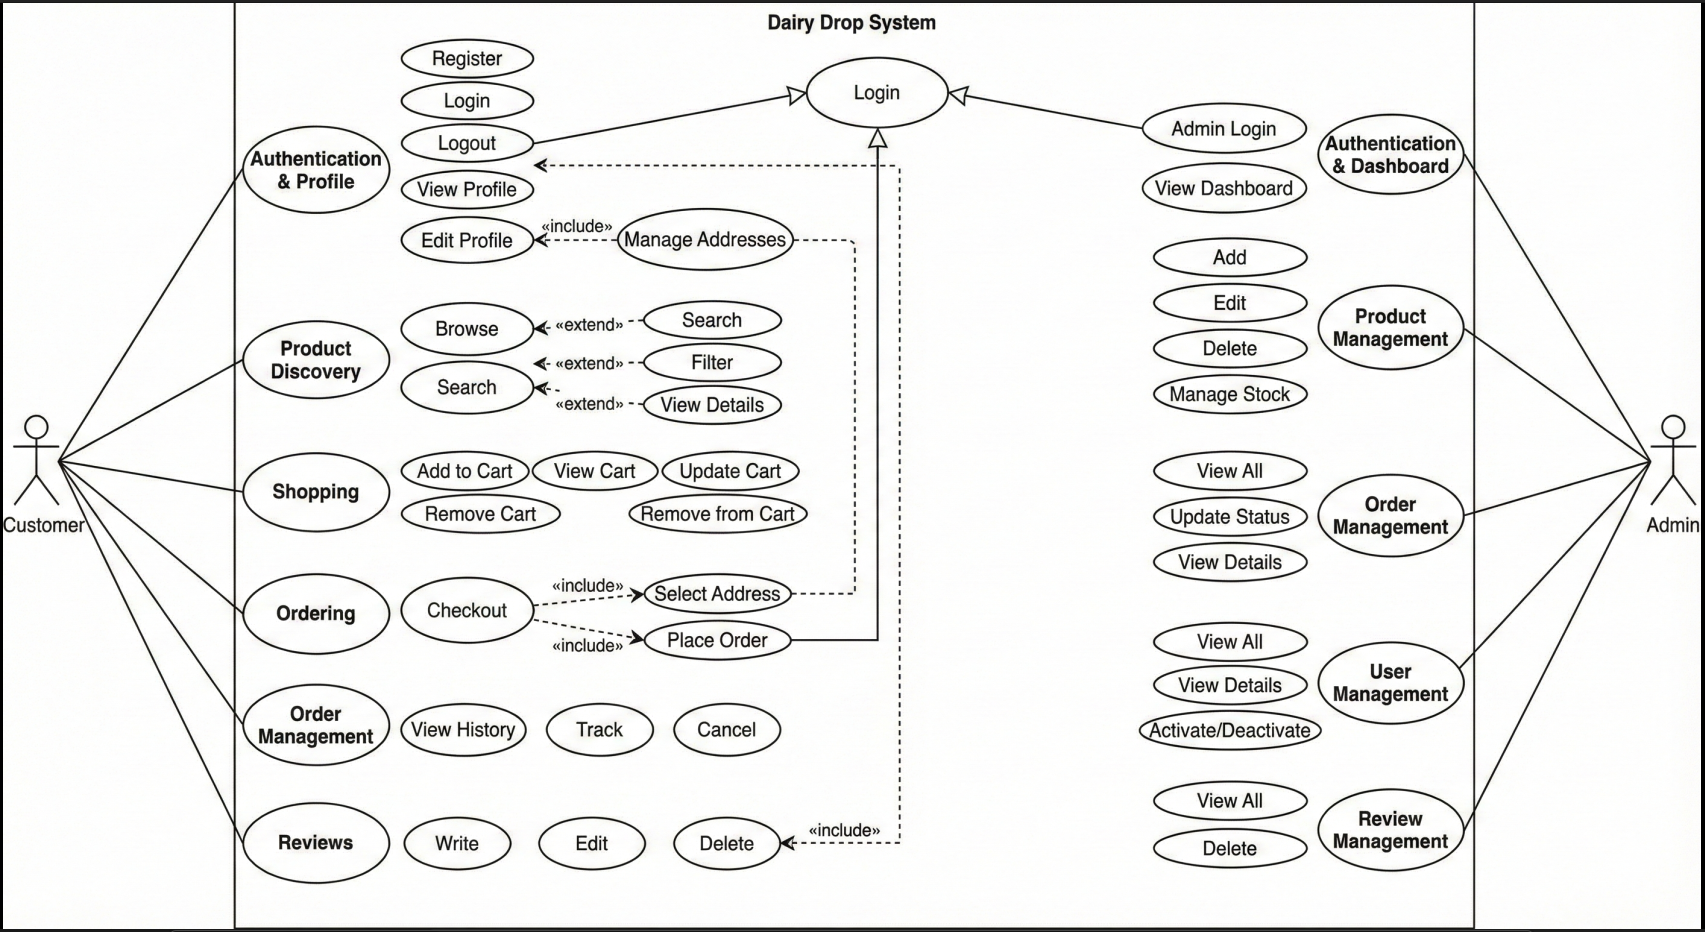 Dairy Drop System
Register
Login
Logout
View Profile
Edit Profile
Authentication
& Profile
«include»
Manage Addresses
Login
Admin Login
View Dashboard
Authentication
& Dashboard
Product
Discovery
Browse
Search
«extend»
«extend»
«extend»
Search
Filter
View Details
Add
Edit
Delete
Manage Stock
Product
Management
Customer
Admin
Shopping
Add to Cart
View Cart
Update Cart
Remove Cart
Remove from Cart
View All
Update Status
View Details
Order
Management
Ordering
Checkout
«include»
«include»
Select Address
Place Order
View All
View Details
Activate/Deactivate
User
Management
Order
Management
View History
Track
Cancel
Reviews
Write
Edit
Delete
«include»
View All
Delete
Review
Management